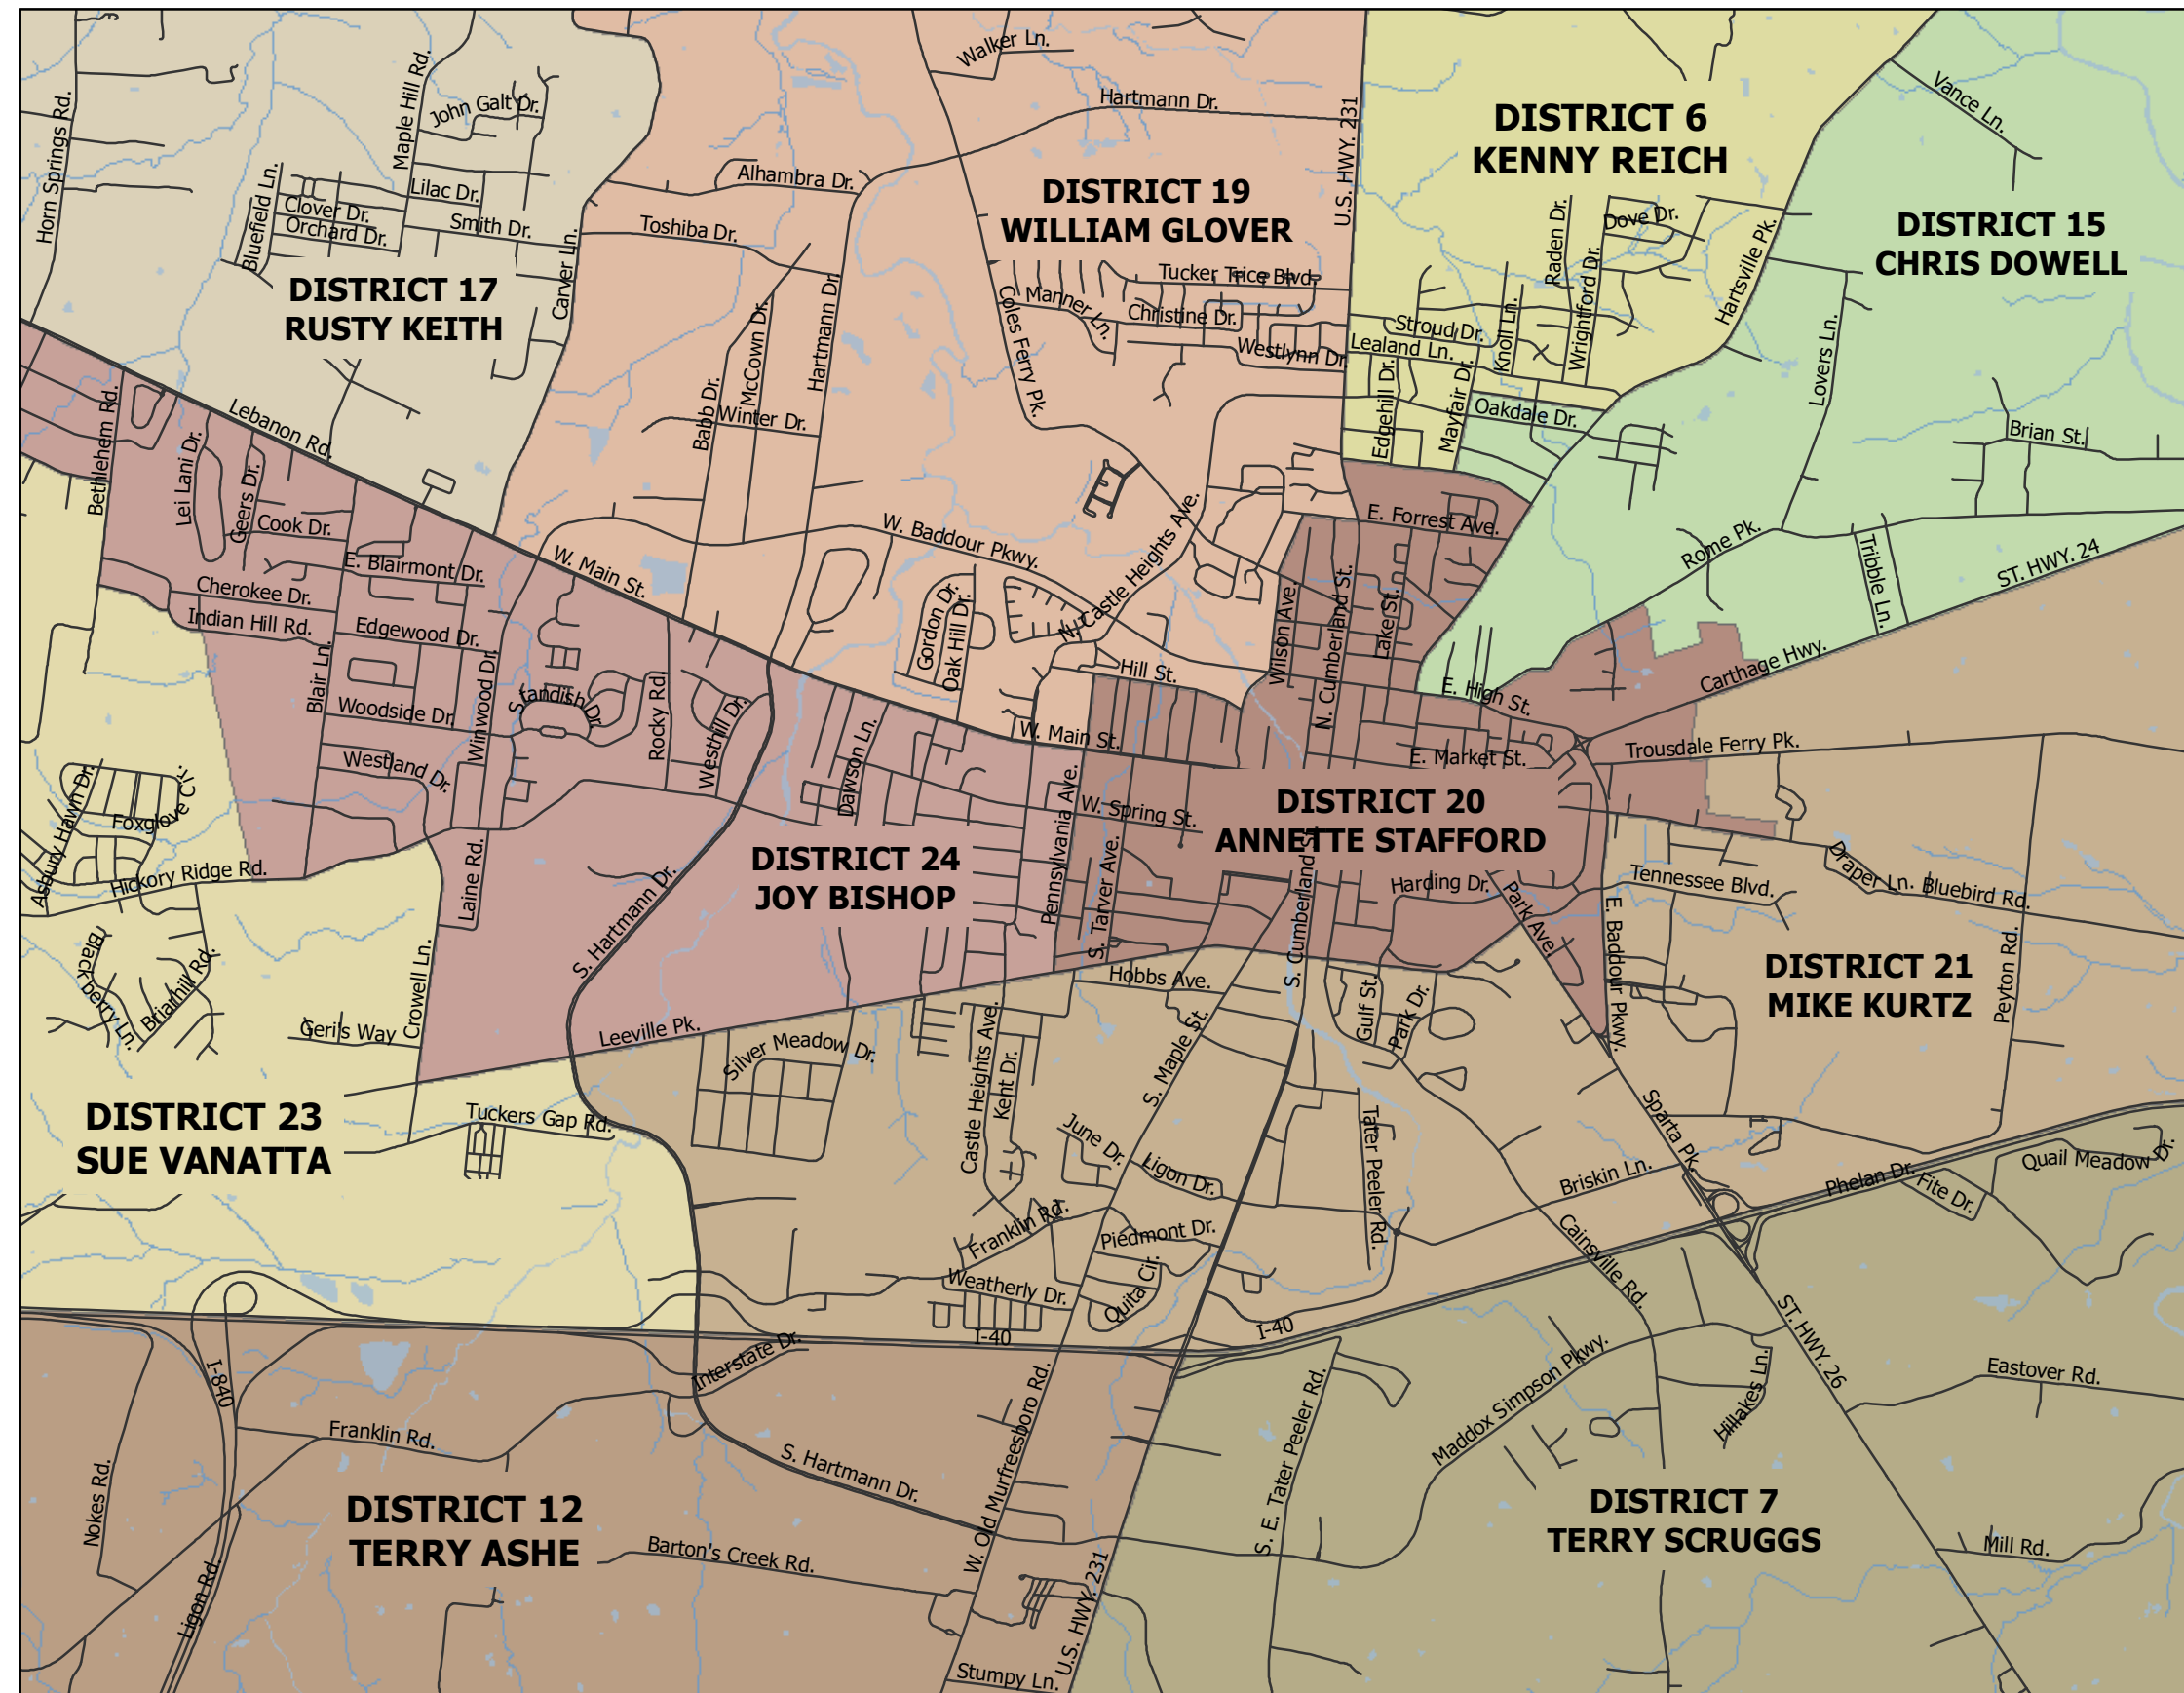 Walker Ln.
Hartmann Dr.
U.S. HWY. 231
DISTRICT 6
KENNY REICH
Vance Ln.
Horn Springs Rd.
Maple Hill Rd.
John Galt Dr.
Bluefield Ln.
Lilac Dr.
Clover Dr.
Orchard Dr.
Smith Dr.
Carver Ln.
Alhambra Dr.
Toshiba Dr.
DISTRICT 19
WILLIAM GLOVER
Raden Dr.
Dove Dr.
Wrightford Dr.
Hartsville Pk.
DISTRICT 15
CHRIS DOWELL
DISTRICT 17
RUSTY KEITH
Tucker Trice Blvd.
Manner Ln.
Christine Dr.
Westlynn Dr.
Coles Ferry Pk.
Hartmann Dr.
McCown Dr.
Babb Dr.
Winter Dr.
Stroud Dr.
Lealand Ln.
Knoll Ln.
Edgehill Dr.
Mayfair Dr.
Oakdale Dr.
Lovers Ln.
Brian St.
Bethlehem Rd.
Lebanon Rd.
Lei Lani Dr.
Geers Dr.
Cook Dr.
E. Blairmont Dr.
W. Main St.
W. Baddour Pkwy.
N. Castle Heights Ave.
E. Forrest Ave.
Rome Pk.
Tribble Ln.
ST. HWY. 24
Cherokee Dr.
Indian Hill Rd.
Edgewood Dr.
Gordon Dr.
Oak Hill Dr.
Hill St.
Wilson Ave.
N. Cumberland St.
Lake St.
E. High St.
Carthage Hwy.
Blair Ln.
Woodside Dr.
Winwood Dr.
Standish Dr.
Rocky Rd.
Westhill Dr.
Westland Dr.
Dawson Ln.
W. Main St.
E. Market St.
Trousdale Ferry Pk.
Asbury Hawn Dr.
Foxglove Cir.
Hickory Ridge Rd.
Laine Rd.
Pennsylvania Ave.
W. Spring St.
S. Tarver Ave.
DISTRICT 20
ANNETTE STAFFORD
S. Cumberland St.
Harding Dr.
Park Ave.
E. Baddour Pkwy.
Tennessee Blvd.
Draper Ln.
Bluebird Rd.
Peyton Rd.
DISTRICT 24
JOY BISHOP
S. Hartmann Dr.
DISTRICT 21
MIKE KURTZ
Blackberry Ln.
Briarhill Rd.
Geri's Way
Crowell Ln.
Leeville Pk.
Silver Meadow Dr.
Hobbs Ave.
Castle Heights Ave.
Kent Dr.
S. Maple St.
Gulf St.
Park Dr.
DISTRICT 23
SUE VANATTA
Tuckers Gap Rd.
June Dr.
Ligon Dr.
Tater Peeler Rd.
Sparta Pk.
Briskin Ln.
Phelan Dr.
Fite Dr.
Quail Meadow Dr.
Franklin Rd.
Piedmont Dr.
Weatherly Dr.
Quita Cir.
Cainsville Rd.
I-40
I-40
I-840
Interstate Dr.
ST. HWY. 26
Maddox Simpson Pkwy.
Hillakes Ln.
Eastover Rd.
Franklin Rd.
S. Hartmann Dr.
W. Old Murfreesboro Rd.
S. E. Tater Peeler Rd.
Nokes Rd.
DISTRICT 12
TERRY ASHE
DISTRICT 7
TERRY SCRUGGS
Barton's Creek Rd.
Mill Rd.
Ligon Rd.
U.S. HWY. 231
Stumpy Ln.